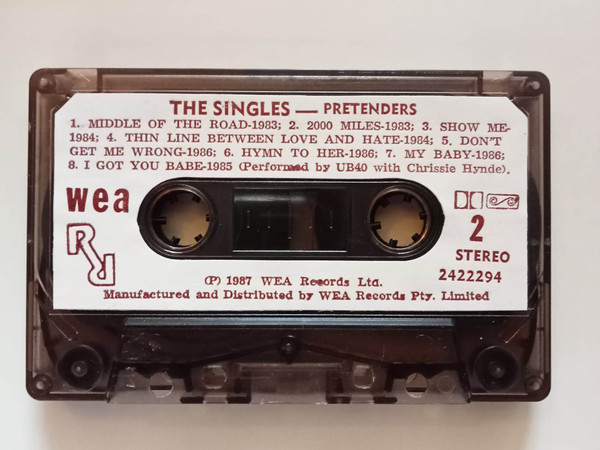 THE SINGLES — PRETENDERS
1. MIDDLE OF THE ROAD-1983; 2. 2000 MILES-1983; 3. SHOW ME-
1984; 4. THIN LINE BETWEEN LOVE AND HATE-1984; 5. DON'T
GET ME WRONG-1986; 6. HYMN TO HER-1986; 7. MY BABY-1986;
8. I GOT YOU BABE-1985 (Performed by UB40 with Chrissie Hynde).
wea
R R
2
STEREO
2422294
(P) 1987 WEA Records Ltd.
Manufactured and Distributed by WEA Records Pty. Limited